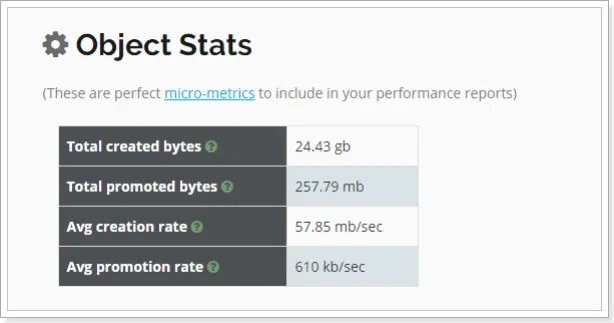 Object Stats
(These are perfect micro-metrics to include in your performance reports)
Total created bytes 24.43 gb
Total promoted bytes 257.79 mb
Avg creation rate 57.85 mb/sec
Avg promotion rate 610 kb/sec